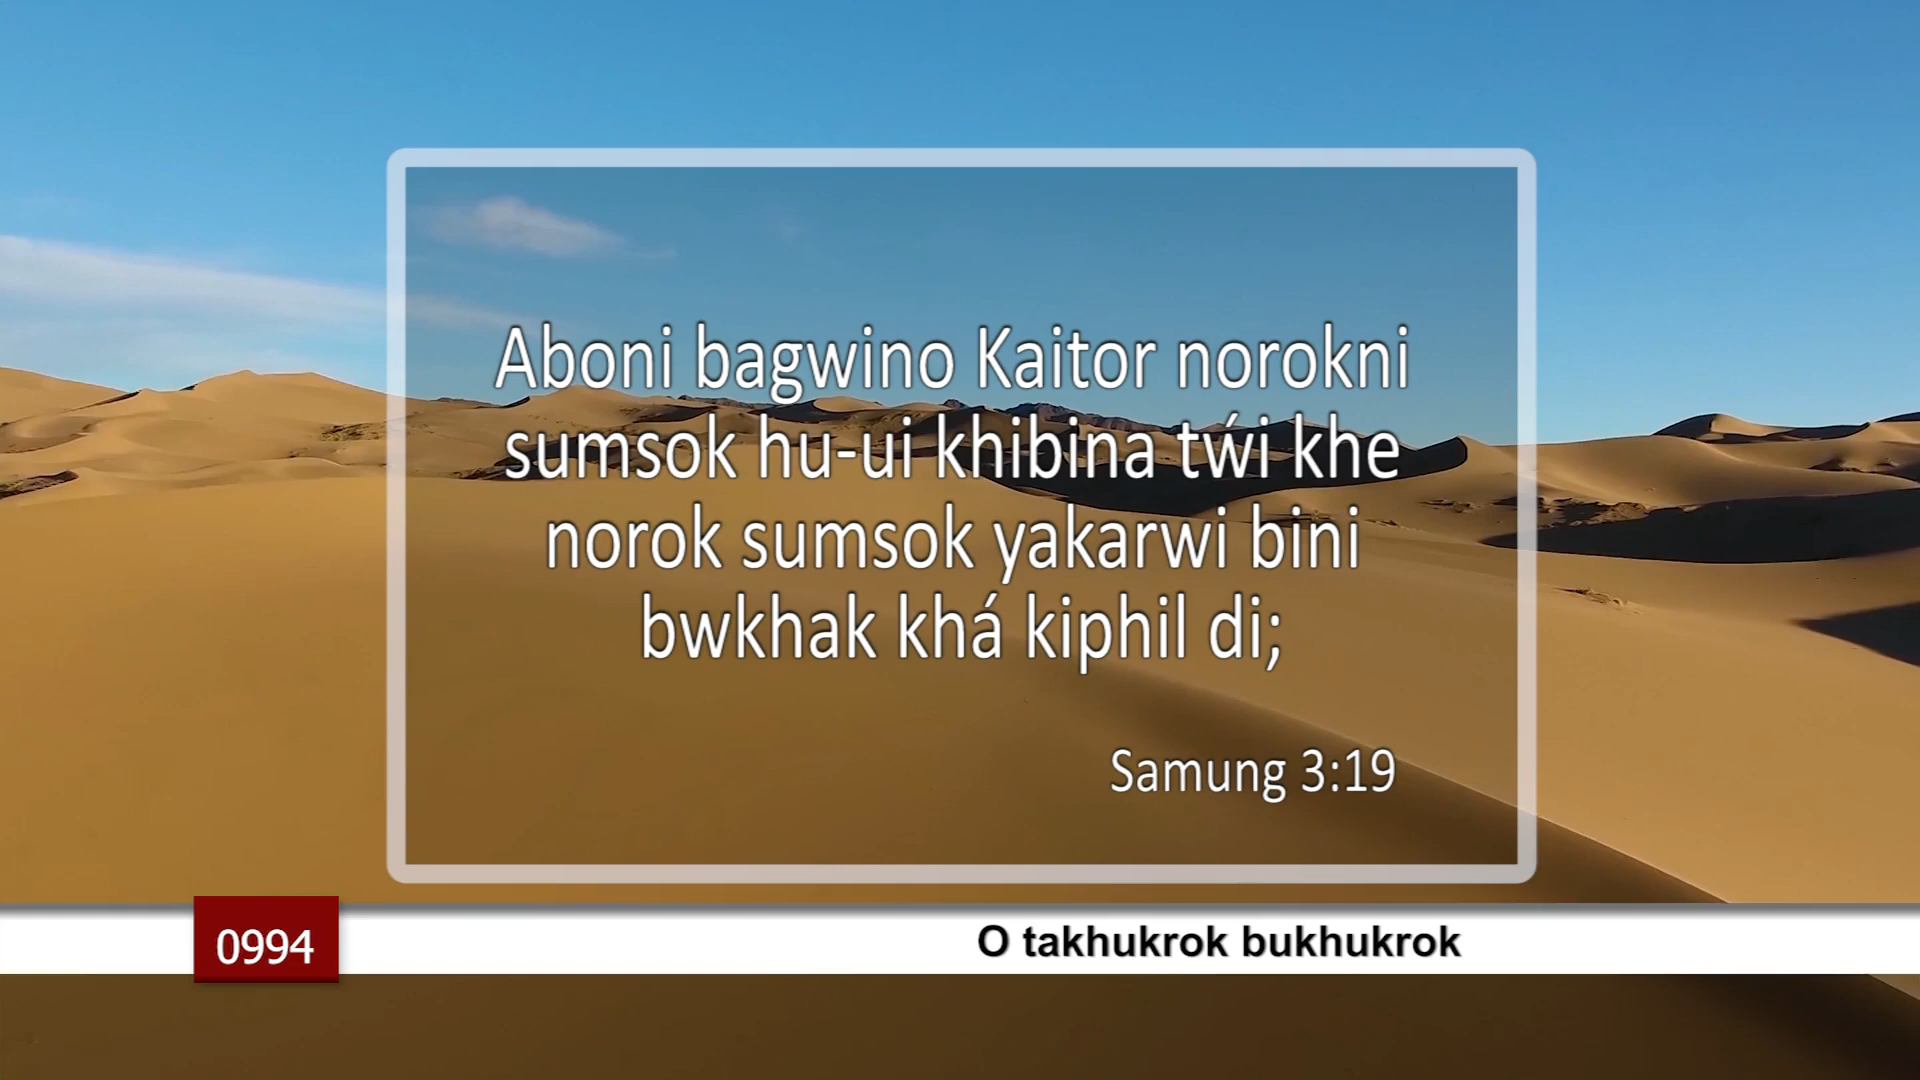 Aboni bagwino Kaitor norokni
sumsok hu-ui khibina tẃi khe
norok sumsok yakarwi bini
bwkhak khá kiphil di;
Samung 3:19
0994
O takhukrok bukhukrok